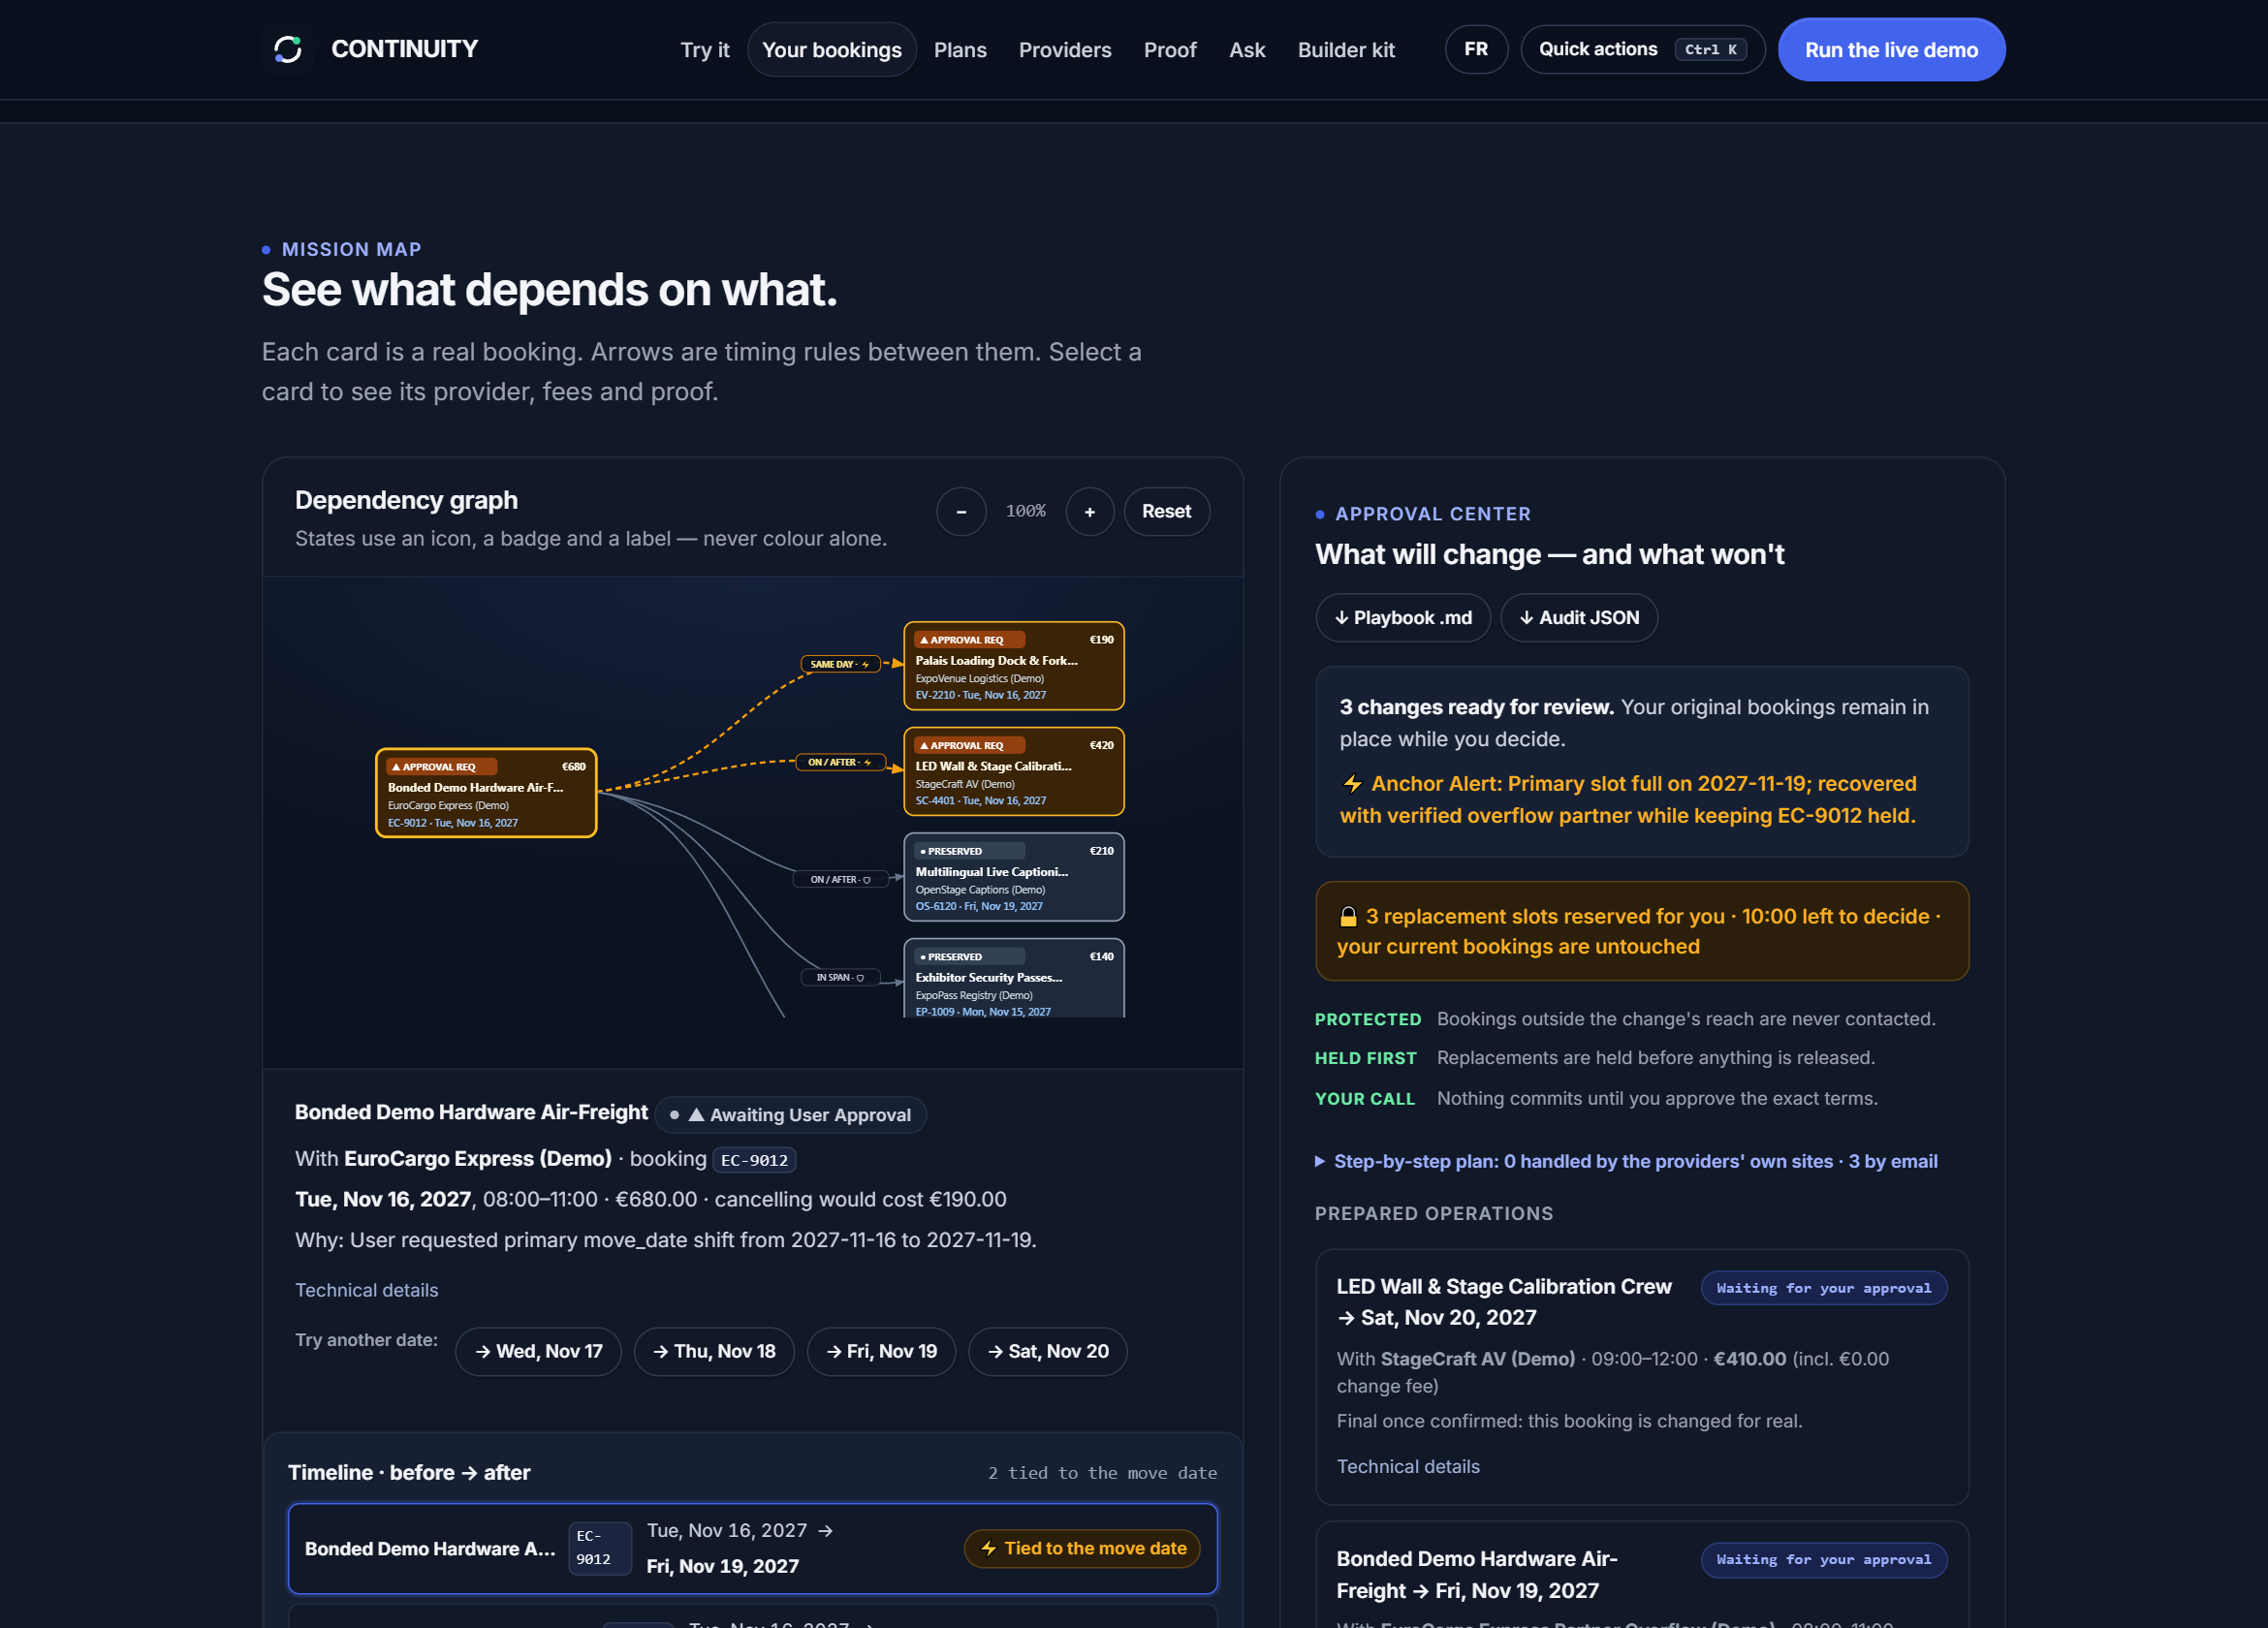 CONTINUITY
Try it
Your bookings
Plans
Providers
Proof
Ask
Builder kit
FR
Quick actions Ctrl K
Run the live demo
MISSION MAP
See what depends on what.
Each card is a real booking. Arrows are timing rules between them. Select a
card to see its provider, fees and proof.
Dependency graph
States use an icon, a badge and a label — never colour alone.
−
100%
+
Reset
▲ APPROVAL REQ €680
Bonded Demo Hardware Air-F...
EuroCargo Express (Demo)
EC-9012 · Tue, Nov 16, 2027
SAME DAY · ⚡
ON / AFTER · ⚡
ON / AFTER · 🛡
IN SPAN · 🛡
▲ APPROVAL REQ €190
Palais Loading Dock & Fork...
ExpoVenue Logistics (Demo)
EV-2210 · Tue, Nov 16, 2027
▲ APPROVAL REQ €420
LED Wall & Stage Calibrati...
StageCraft AV (Demo)
SC-4401 · Tue, Nov 16, 2027
● PRESERVED €210
Multilingual Live Captioni...
OpenStage Captions (Demo)
OS-6120 · Fri, Nov 19, 2027
● PRESERVED €140
Exhibitor Security Passes...
ExpoPass Registry (Demo)
EP-1009 · Mon, Nov 15, 2027
Bonded Demo Hardware Air-Freight ● ▲ Awaiting User Approval
With EuroCargo Express (Demo) · booking EC-9012
Tue, Nov 16, 2027, 08:00–11:00 · €680.00 · cancelling would cost €190.00
Why: User requested primary move_date shift from 2027-11-16 to 2027-11-19.
Technical details
Try another date:
→ Wed, Nov 17
→ Thu, Nov 18
→ Fri, Nov 19
→ Sat, Nov 20
Timeline · before → after
2 tied to the move date
Bonded Demo Hardware A...
EC-
9012
Tue, Nov 16, 2027 →
Fri, Nov 19, 2027
⚡ Tied to the move date
Tue, Nov 16, 2027 →
APPROVAL CENTER
What will change — and what won't
↓ Playbook .md
↓ Audit JSON
3 changes ready for review. Your original bookings remain in
place while you decide.
⚡ Anchor Alert: Primary slot full on 2027-11-19; recovered
with verified overflow partner while keeping EC-9012 held.
🔒 3 replacement slots reserved for you · 10:00 left to decide ·
your current bookings are untouched
PROTECTED Bookings outside the change's reach are never contacted.
HELD FIRST Replacements are held before anything is released.
YOUR CALL Nothing commits until you approve the exact terms.
▶ Step-by-step plan: 0 handled by the providers' own sites · 3 by email
PREPARED OPERATIONS
LED Wall & Stage Calibration Crew
→ Sat, Nov 20, 2027
Waiting for your approval
With StageCraft AV (Demo) · 09:00–12:00 · €410.00 (incl. €0.00
change fee)
Final once confirmed: this booking is changed for real.
Technical details
Bonded Demo Hardware Air-
Freight → Fri, Nov 19, 2027
Waiting for your approval
With EuroCargo Express Partner Overflow (Demo) · 08:00–11:00